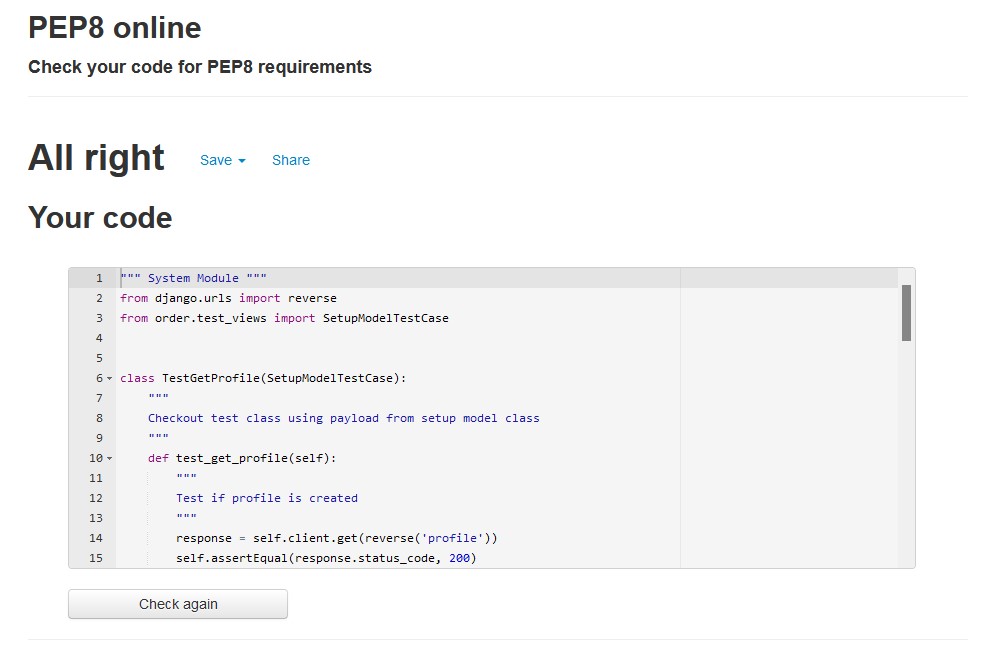 PEP8 online
Check your code for PEP8 requirements
All right Save Share
Your code
1 """ System Module """
2 from django.urls import reverse
3 from order.test_views import SetupModelTestCase
4
5
6 class TestGetProfile(SetupModelTestCase):
7 """
8 Checkout test class using payload from setup model class
9 """
10 def test_get_profile(self):
11 """
12 Test if profile is created
13 """
14 response = self.client.get(reverse('profile'))
15 self.assertEqual(response.status_code, 200)
Check again